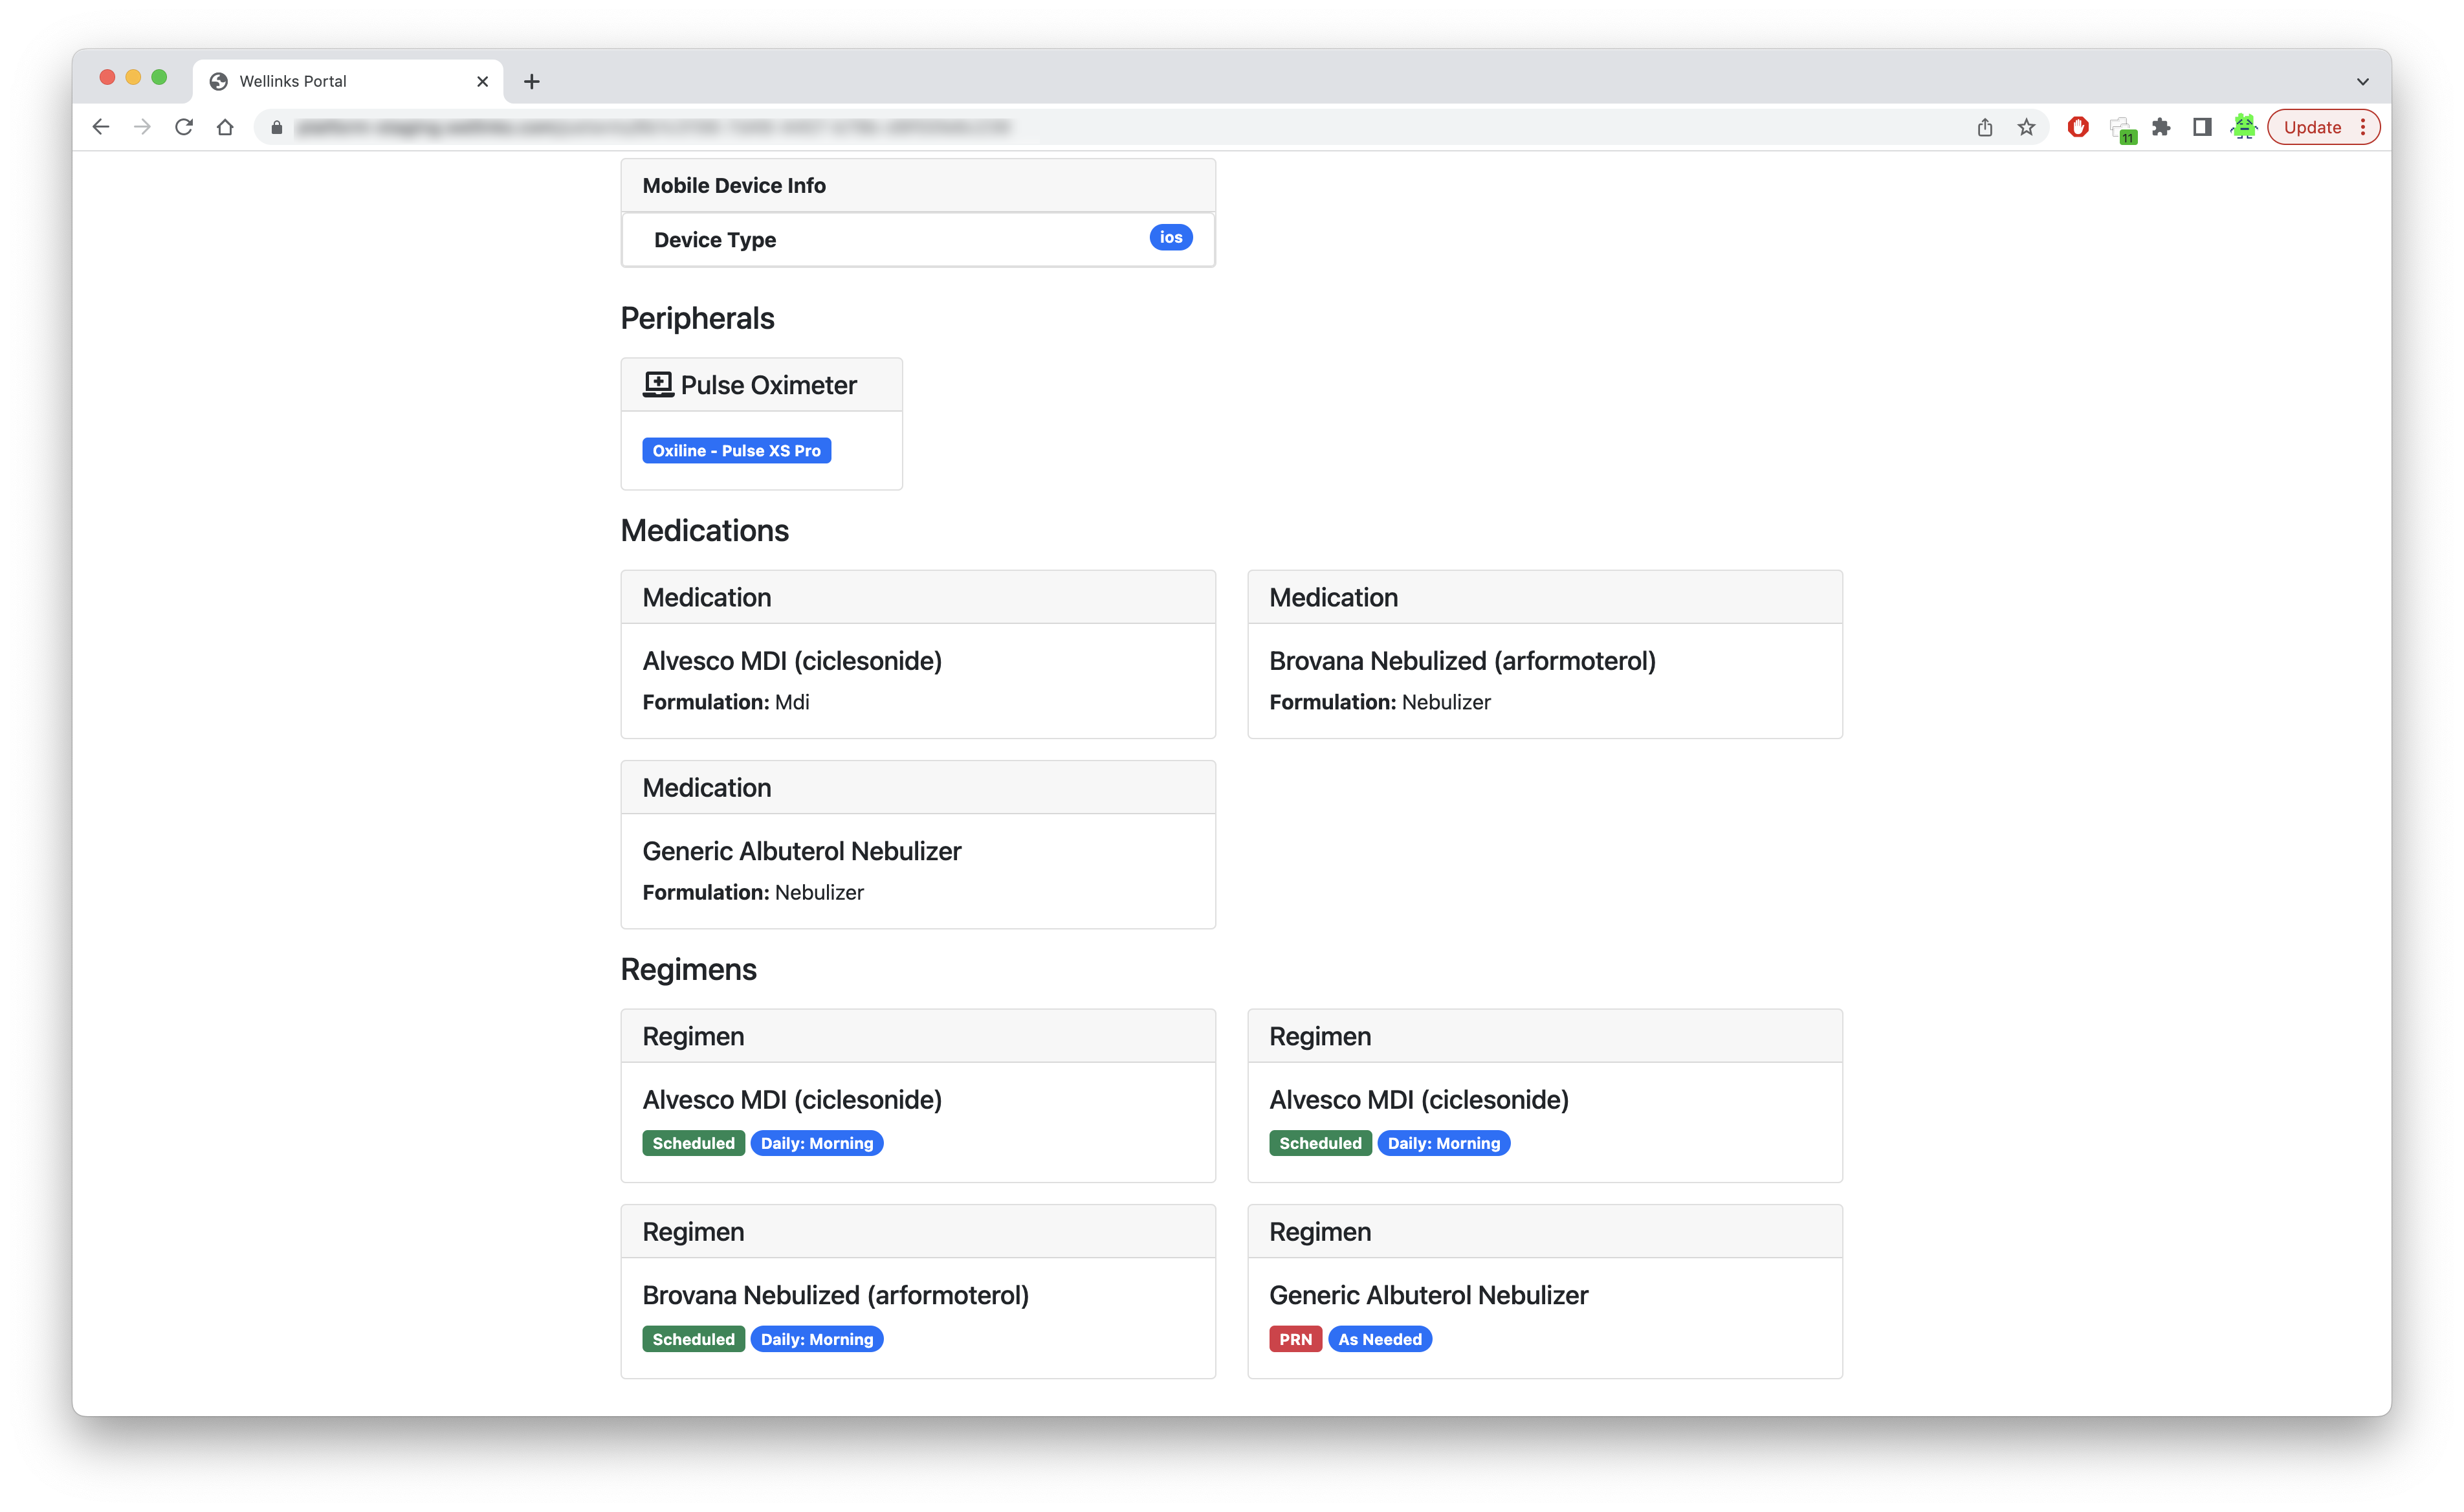 Wellinks Portal
11
Update
Mobile Device Info
Device Type
ios
Peripherals
Pulse Oximeter
Oxiline - Pulse XS Pro
Medications
Medication
Alvesco MDI (ciclesonide)
Formulation: Mdi
Medication
Brovana Nebulized (arformoterol)
Formulation: Nebulizer
Medication
Generic Albuterol Nebulizer
Formulation: Nebulizer
Regimens
Regimen
Alvesco MDI (ciclesonide)
Scheduled Daily: Morning
Regimen
Alvesco MDI (ciclesonide)
Scheduled Daily: Morning
Regimen
Brovana Nebulized (arformoterol)
Scheduled Daily: Morning
Regimen
Generic Albuterol Nebulizer
PRN As Needed